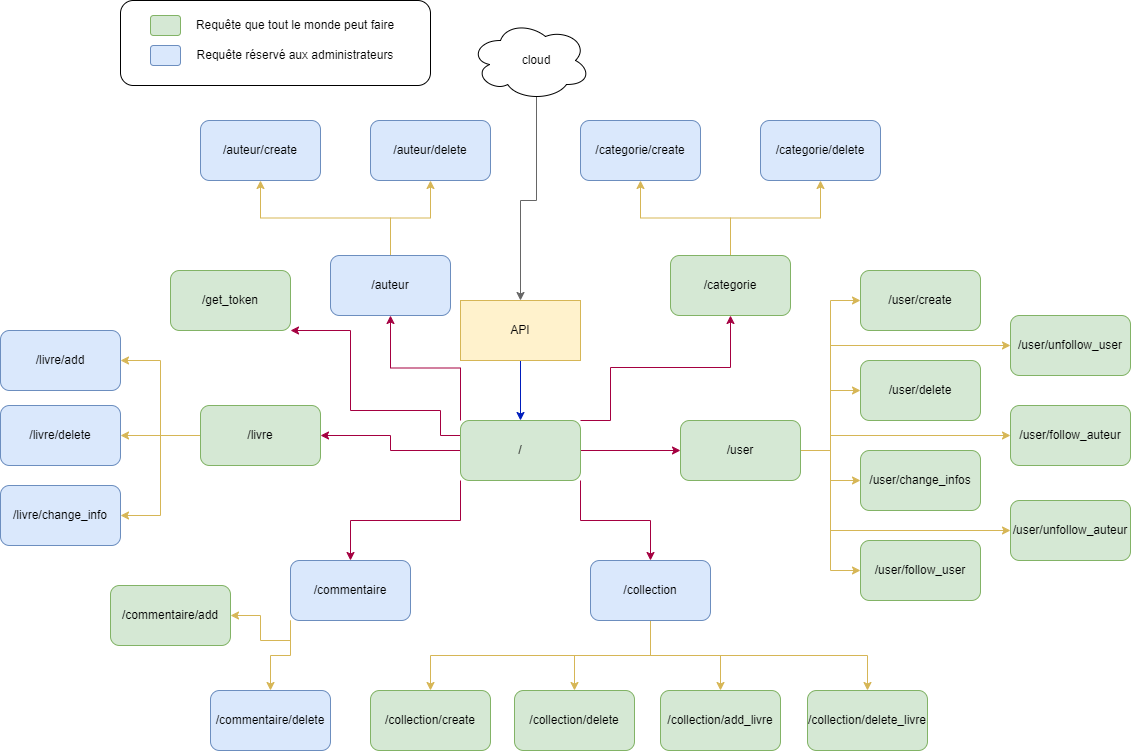 Requête que tout le monde peut faire
Requête réservé aux administrateurs
cloud
/auteur/create
/auteur/delete
/categorie/create
/categorie/delete
/get_token
/auteur
API
/categorie
/user/create
/user/unfollow_user
/livre/add
/user/delete
/livre/delete
/livre
/
/user
/user/follow_auteur
/user/change_infos
/livre/change_info
/user/unfollow_auteur
/user/follow_user
/commentaire
/collection
/commentaire/add
/commentaire/delete
/collection/create
/collection/delete
/collection/add_livre
/collection/delete_livre